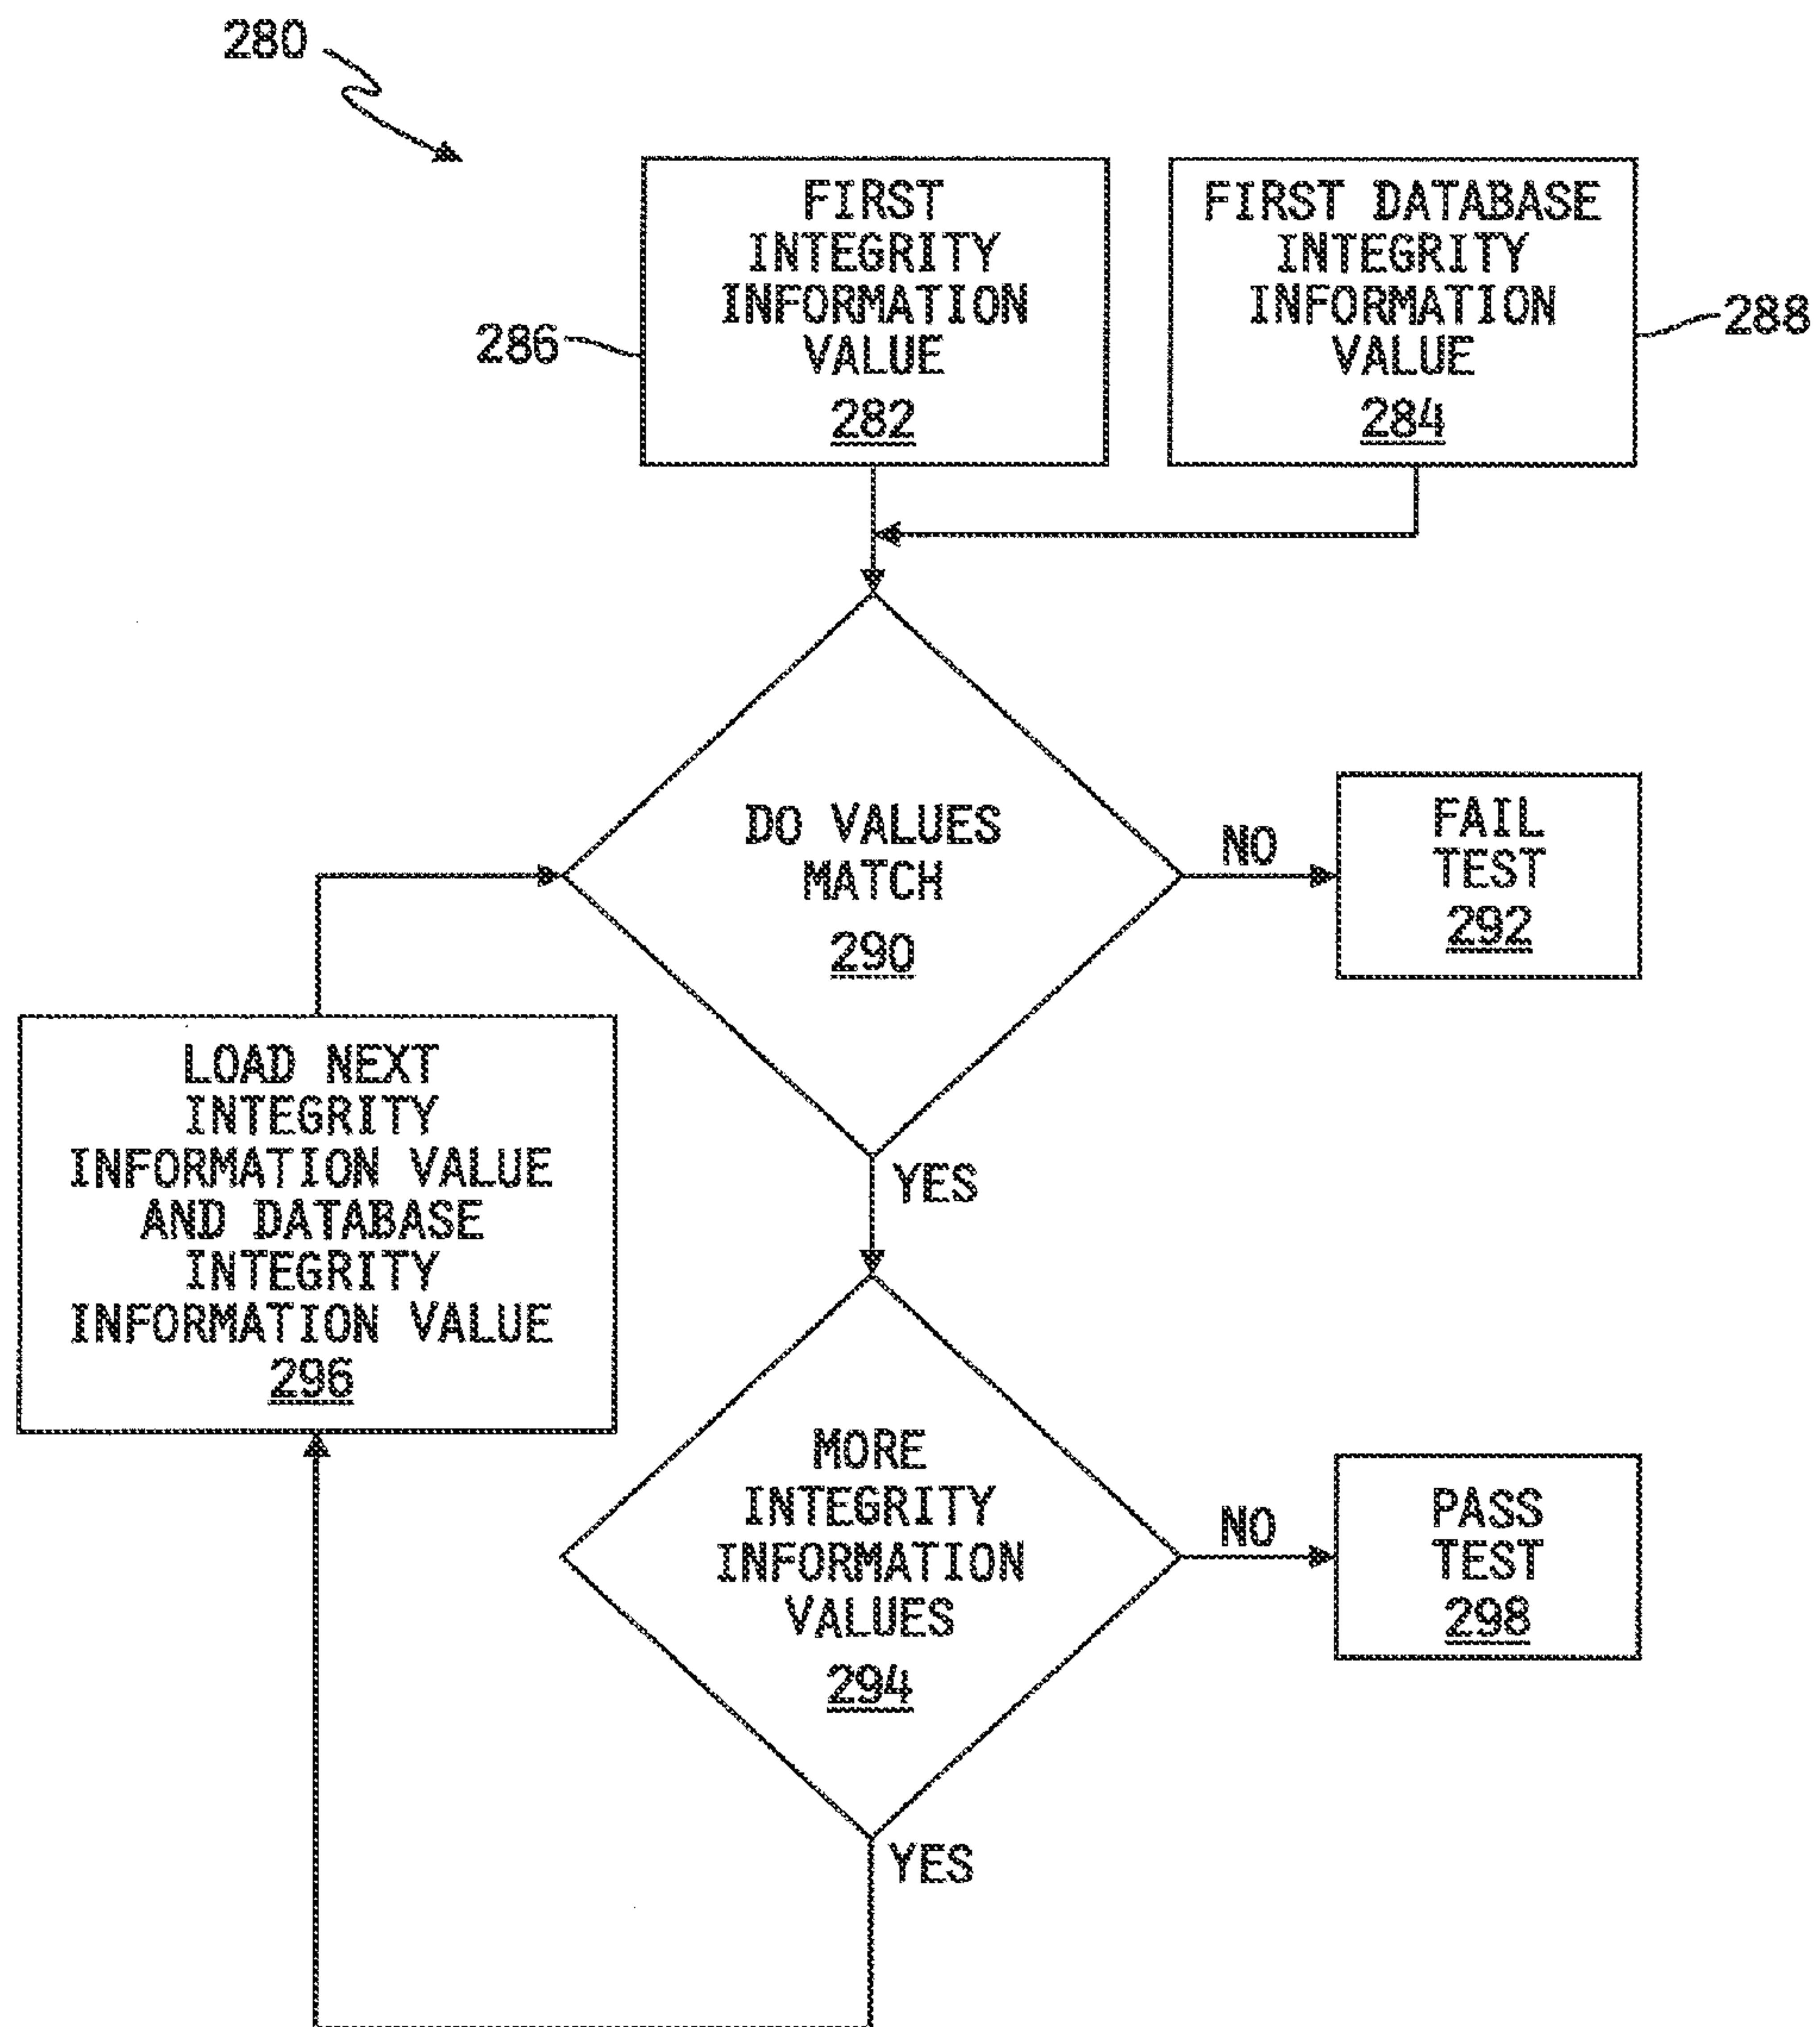 280
FIRST
INTEGRITY
INFORMATION
VALUE
282
286
FIRST DATABASE
INTEGRITY
INFORMATION
VALUE
284
288
DO VALUES
MATCH
290
NO
FAIL
TEST
292
YES
LOAD NEXT
INTEGRITY
INFORMATION VALUE
AND DATABASE
INTEGRITY
INFORMATION VALUE
296
MORE
INTEGRITY
INFORMATION
VALUES
294
NO
PASS
TEST
298
YES